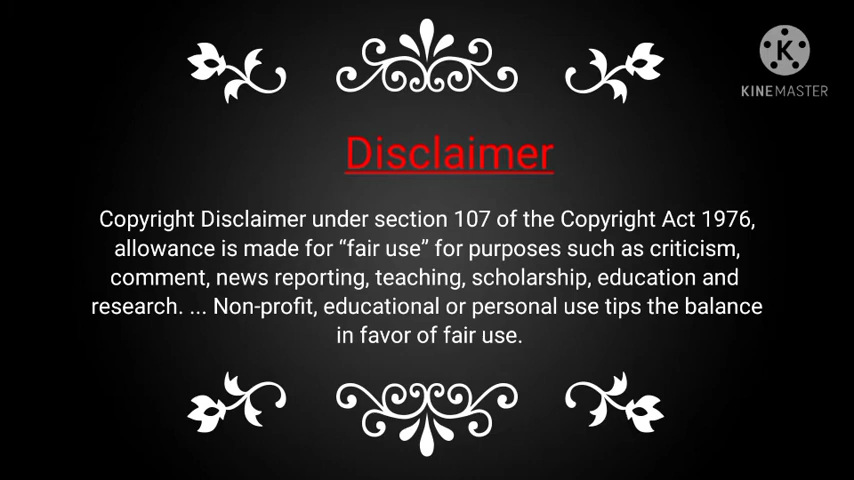 K
KINEMASTER
Disclaimer
Copyright Disclaimer under section 107 of the Copyright Act 1976,
allowance is made for “fair use” for purposes such as criticism,
comment, news reporting, teaching, scholarship, education and
research. ... Non-profit, educational or personal use tips the balance
in favor of fair use.